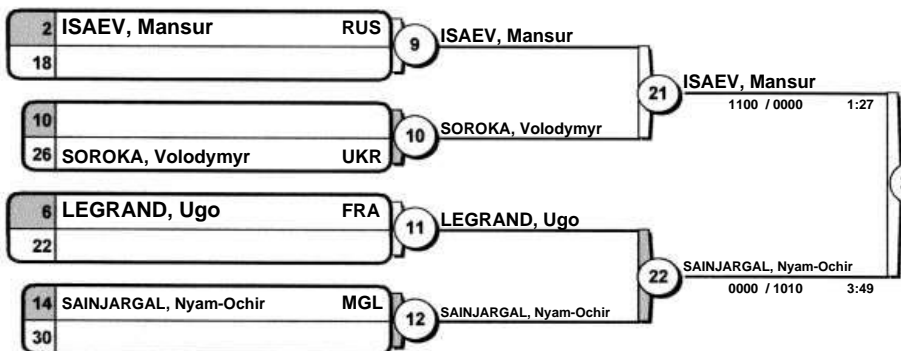 2 ISAEV, Mansur RUS
18
9
ISAEV, Mansur
10
26 SOROKA, Volodymyr UKR
10
SOROKA, Volodymyr
21
ISAEV, Mansur
1100 / 0000 1:27
6 LEGRAND, Ugo FRA
22
11
LEGRAND, Ugo
14 SAINJARGAL, Nyam-Ochir MGL
30
12
SAINJARGAL, Nyam-Ochir
22
SAINJARGAL, Nyam-Ochir
0000 / 1010 3:49